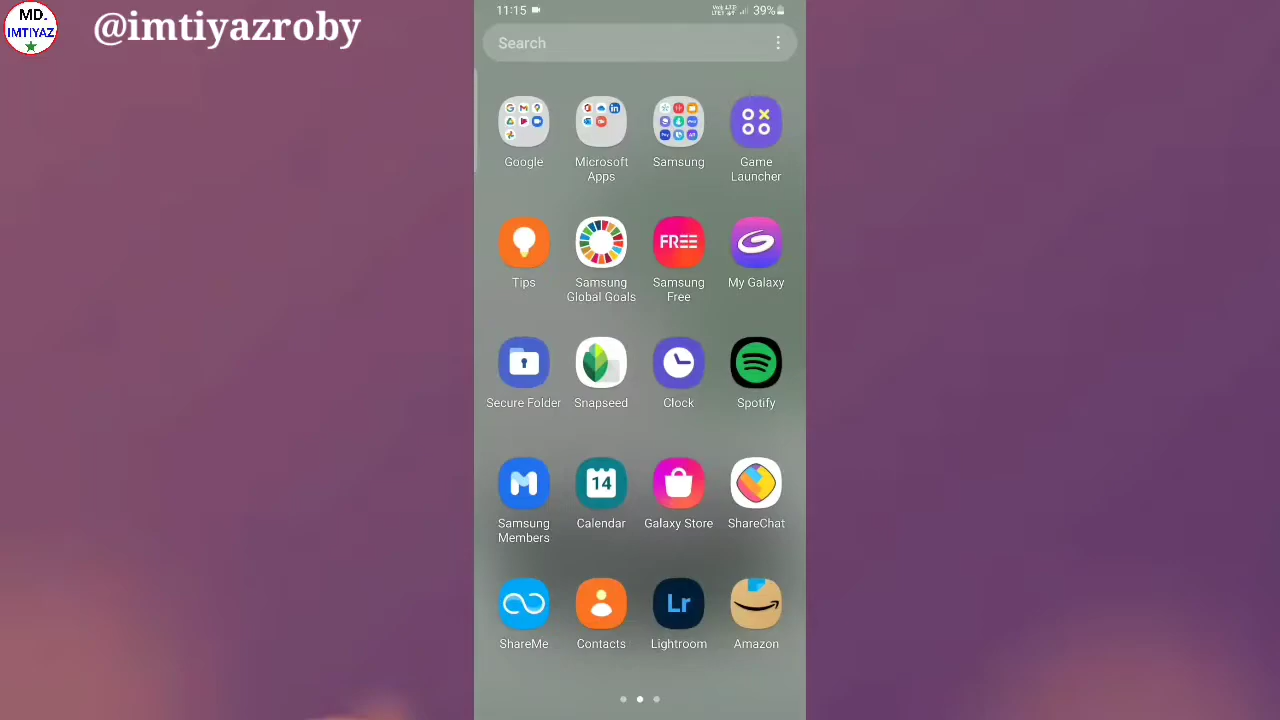 MD.
IMTIYAZ
@imtiyazroby
11:15
39%
Search
Google
Microsoft
Apps
Samsung
Game
Launcher
Tips
Samsung
Global Goals
FREE
Samsung
Free
My Galaxy
Secure Folder
Snapseed
Clock
Spotify
Samsung
Members
14
Calendar
Galaxy Store
ShareChat
ShareMe
Contacts
Lr
Lightroom
Amazon